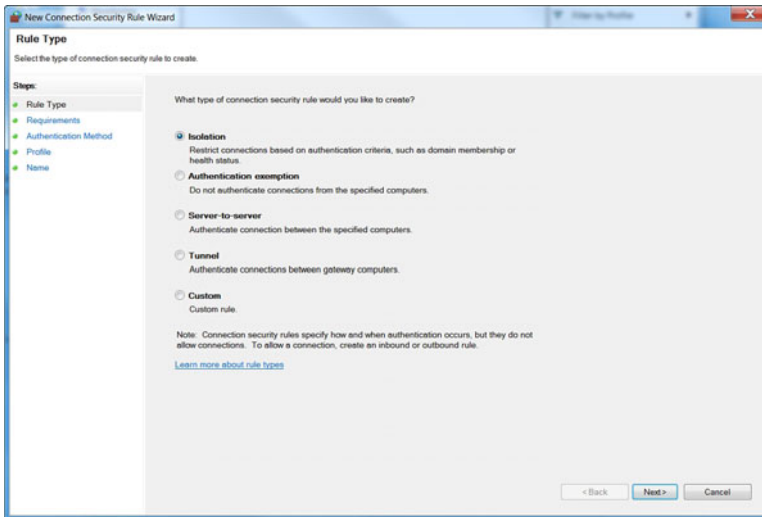 New Connection Security Rule Wizard
Filter by Profile
Rule Type
Select the type of connection security rule to create.
Steps:
Rule Type
Requirements
Authentication Method
Profile
Name
What type of connection security rule would you like to create?
Isolation
Restrict connections based on authentication criteria, such as domain membership or
health status.
Authentication exemption
Do not authenticate connections from the specified computers.
Server-to-server
Authenticate connection between the specified computers.
Tunnel
Authenticate connections between gateway computers.
Custom
Custom rule.
Note: Connection security rules specify how and when authentication occurs, but they do not
allow connections. To allow a connection, create an inbound or outbound rule.
Learn more about rule types
< Back
Next >
Cancel